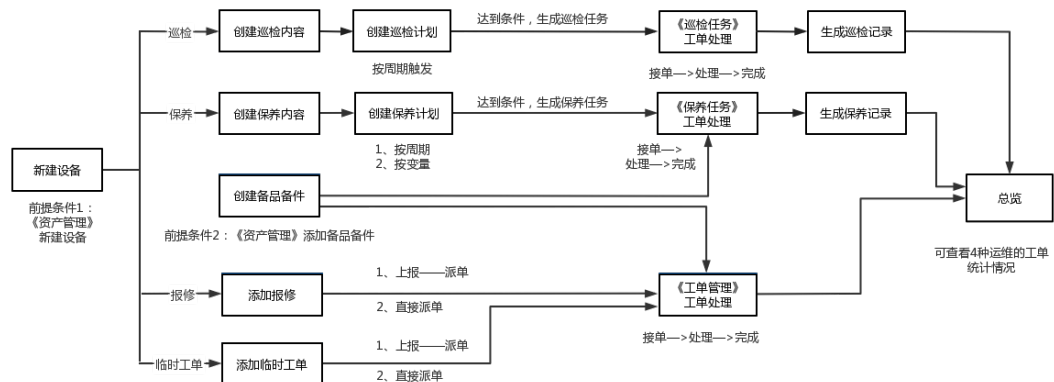 巡检
创建巡检内容
创建巡检计划
按周期触发
达到条件，生成巡检任务
《巡检任务》
工单处理
接单—>处理—>完成
生成巡检记录
保养
创建保养内容
创建保养计划
1、按周期
2、按变量
达到条件，生成保养任务
《保养任务》
工单处理
接单—>
处理—>完成
生成保养记录
新建设备
前提条件1：
《资产管理》
新建设备
创建备品备件
前提条件2：《资产管理》添加备品备件
总览
可查看4种运维的工单
统计情况
报修
添加报修
1、上报——派单
2、直接派单
《工单管理》
工单处理
接单—>处理—>完成
临时工单
添加临时工单
1、上报——派单
2、直接派单